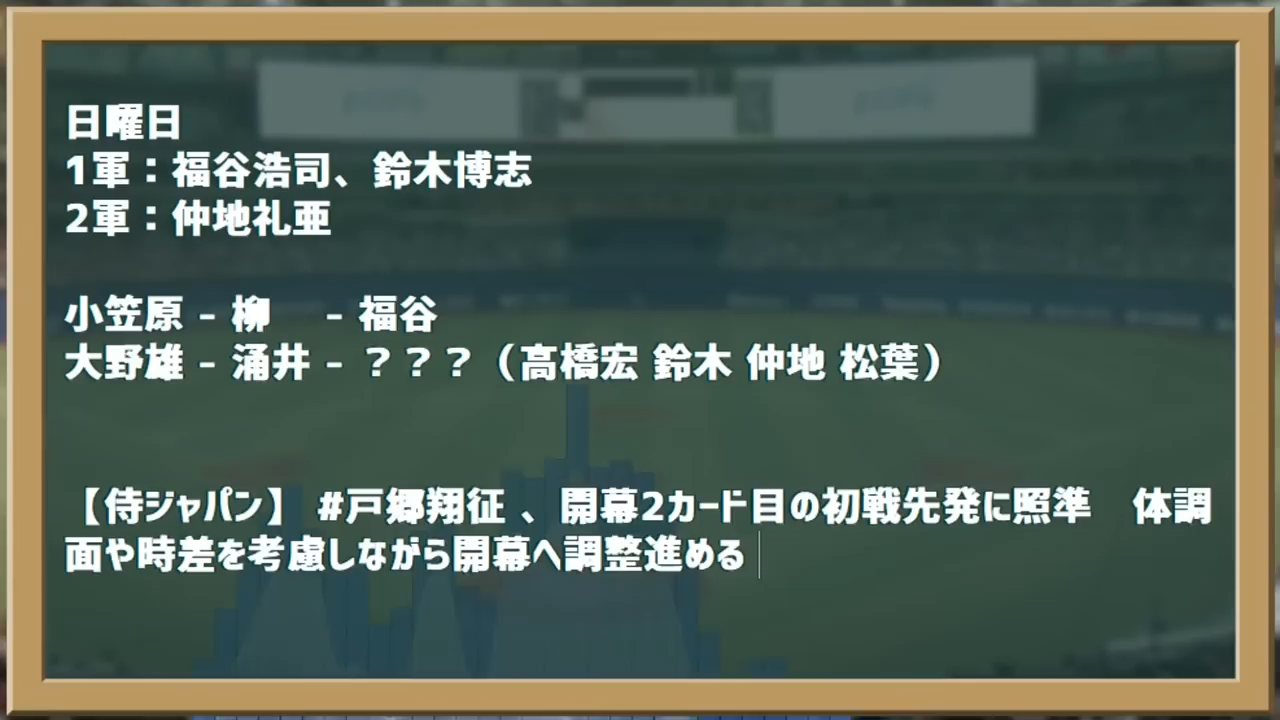 日曜日
1軍：福谷浩司、鈴木博志
2軍：仲地礼亜
小笠原 – 柳　 – 福谷
大野雄 – 涌井 – ？？？（高橋宏 鈴木 仲地 松葉）
【侍ジャパン】 #戸郷翔征 、開幕2カード目の初戦先発に照準　体調
面や時差を考慮しながら開幕へ調整進める